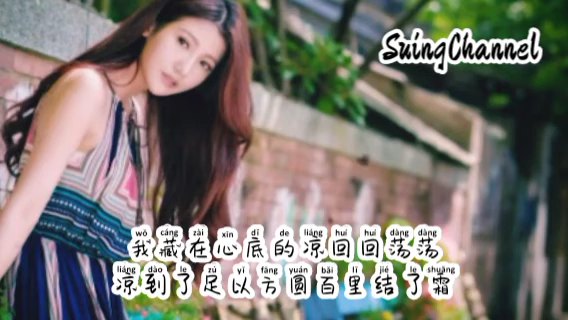 SuingChannel
wǒ cáng zài xīn dǐ de liáng huí huí dàng dàng
我藏在心底的凉回回荡荡
liáng dào le zú yǐ fāng yuán bǎi lǐ jié le shuāng
凉到了足以方圆百里结了霜